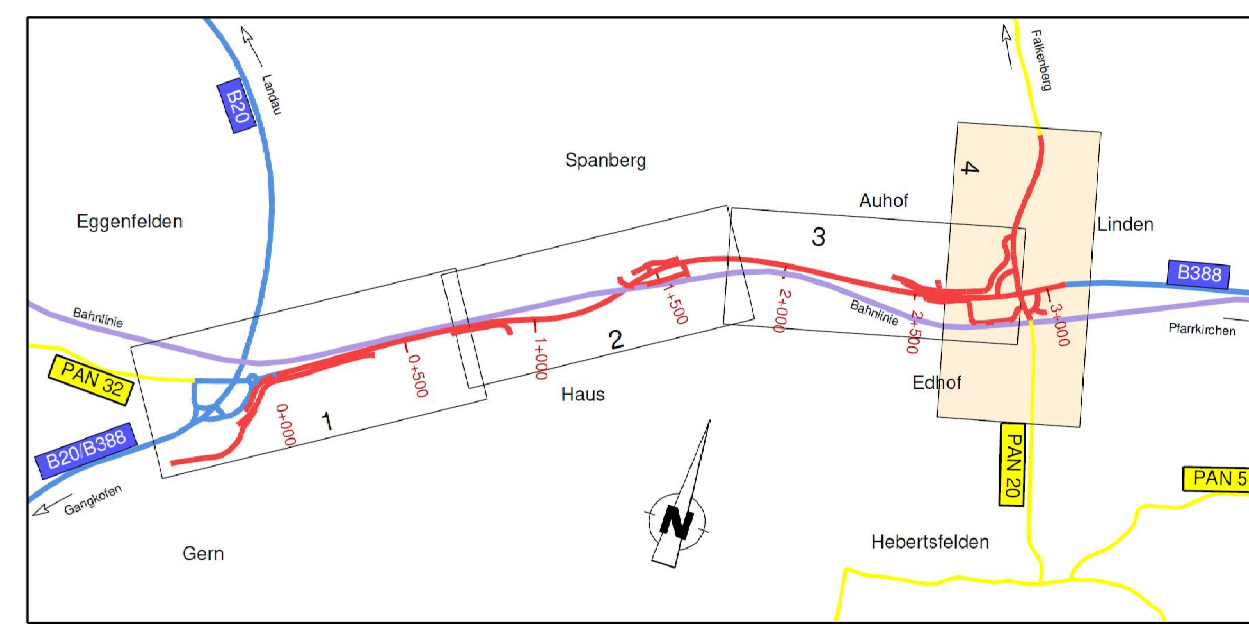 Falkenberg
Landau
B20
Spanberg
4
Eggenfelden
Auhof
Linden
3
B388
Bahnlinie
1+500
2+000
Bahnlinie
2+500
3+000
Pfarrkirchen
PAN 32
0+500
1+000
2
Haus
Edhof
0+000
1
B20/B388
PAN 20
PAN 5
Gangkofen
N
Gern
Hebertsfelden